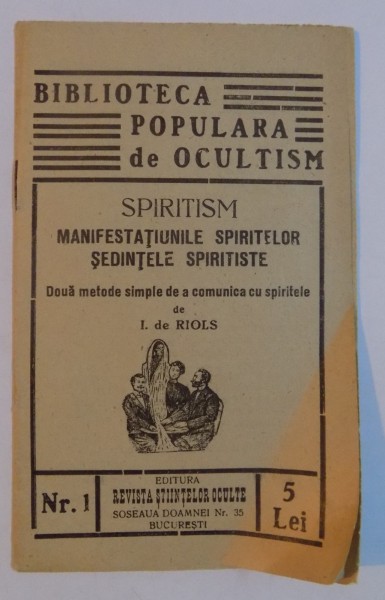 BIBLIOTECA
POPULARA
de OCULTISM
SPIRITISM
MANIFESTAȚIUNILE SPIRITELOR
ȘEDINȚELE SPIRITISTE
Două metode simple de a comunica cu spiritele
de
I. de RIOLS
Nr. 1
EDITURA
REVISTA ȘTIINȚELOR OCULTE
SOSEAUA DOAMNEI Nr. 35
BUCUREȘTI
5
Lei